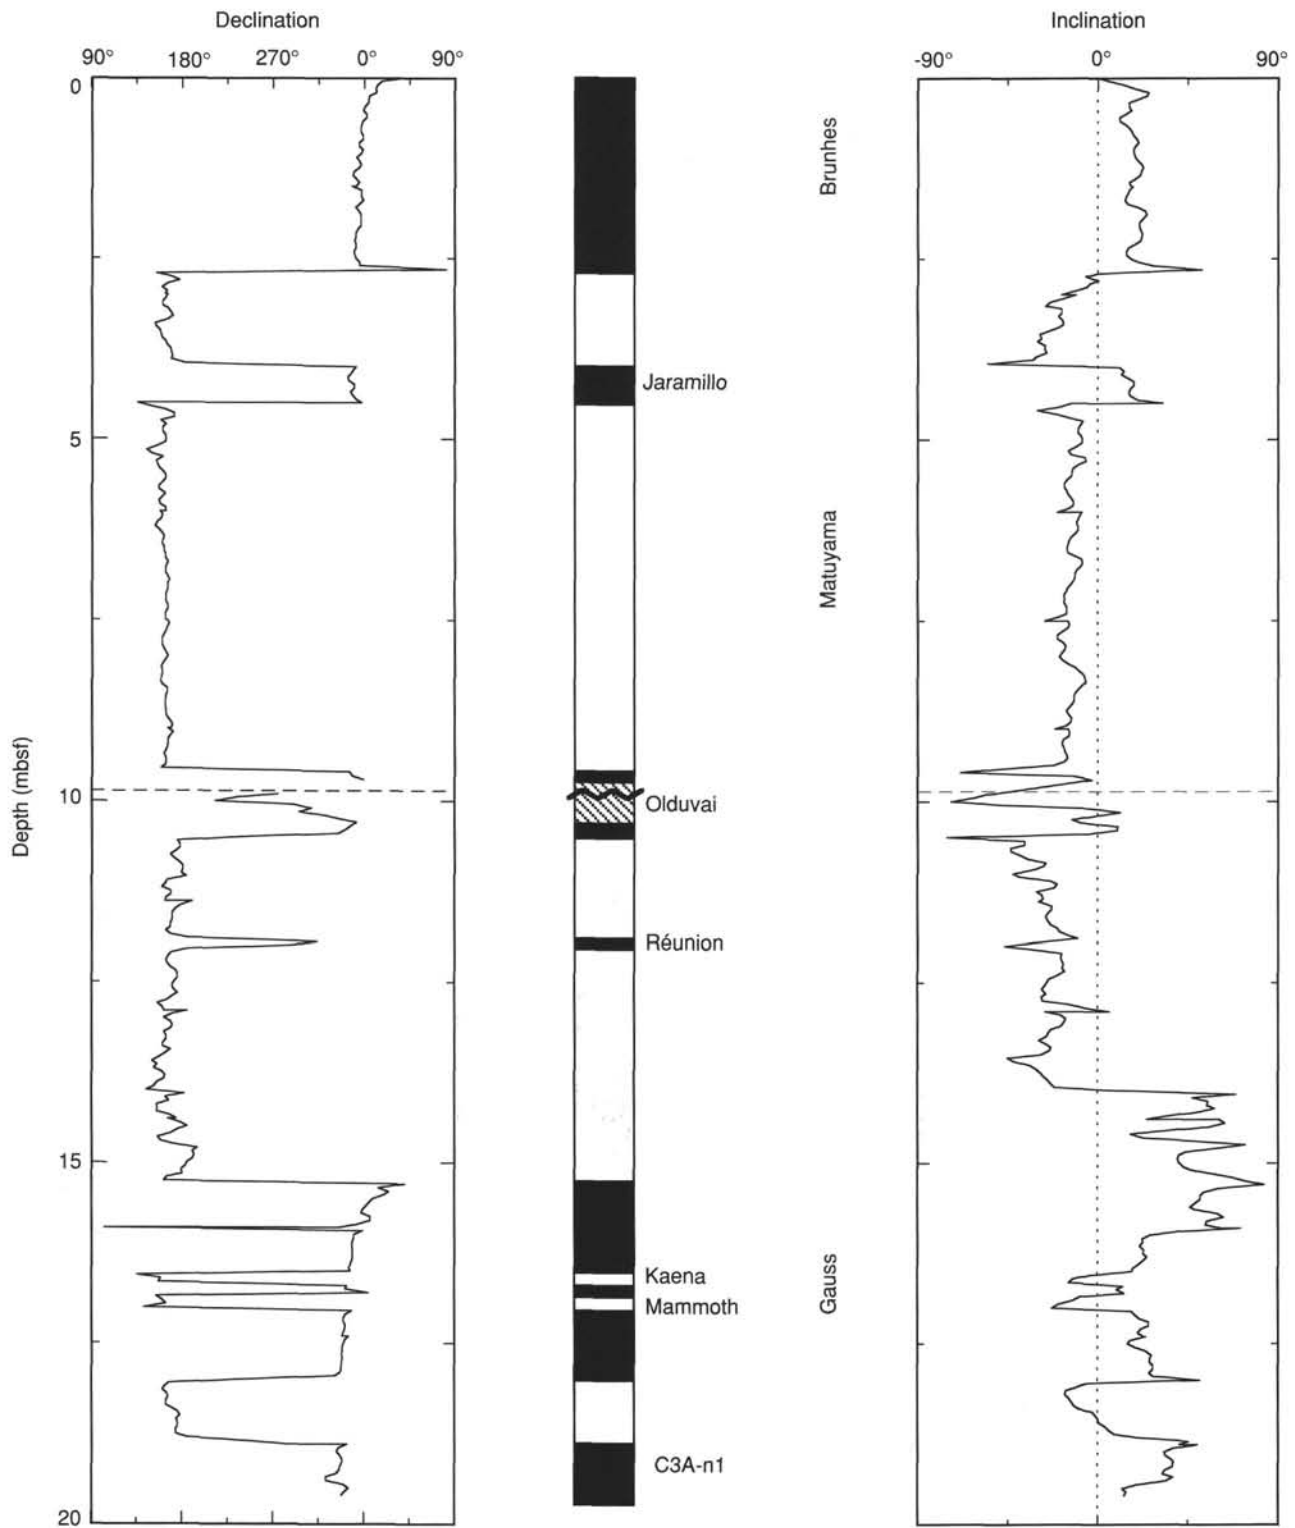 Declination
Inclination
90° 180° 270° 0° 90°
-90° 0° 90°
0
5
10
15
20
Depth (mbsf)
Jaramillo
Olduvai
Réunion
Kaena
Mammoth
C3A-n1
Brunhes
Matuyama
Gauss